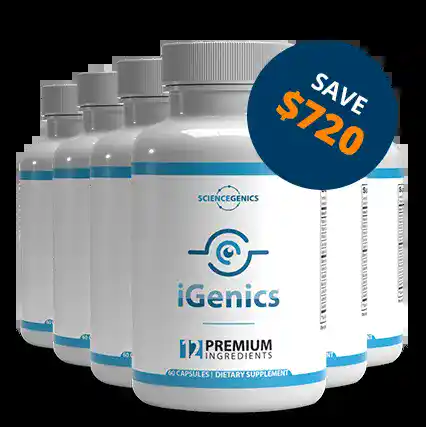 SAVE
$720
SCIENCEGENICS
iGenics
12 PREMIUM
INGREDIENTS
60 CAPSULES | DIETARY SUPPLEMENT